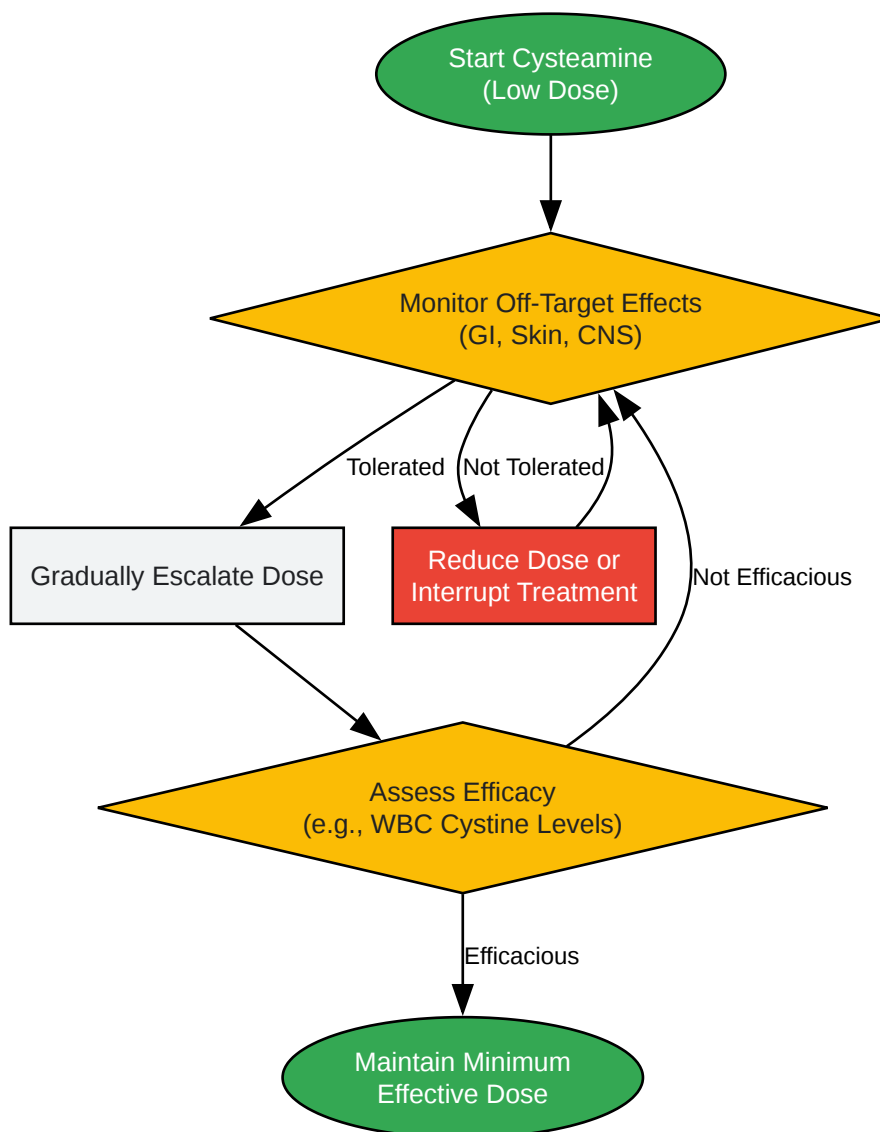 Start Cysteamine
(Low Dose)
Monitor Off-Target Effects
(GI, Skin, CNS)
Tolerated
Not Tolerated
Gradually Escalate Dose
Reduce Dose or
Interrupt Treatment
Not Efficacious
Assess Efficacy
(e.g., WBC Cystine Levels)
Efficacious
Maintain Minimum
Effective Dose